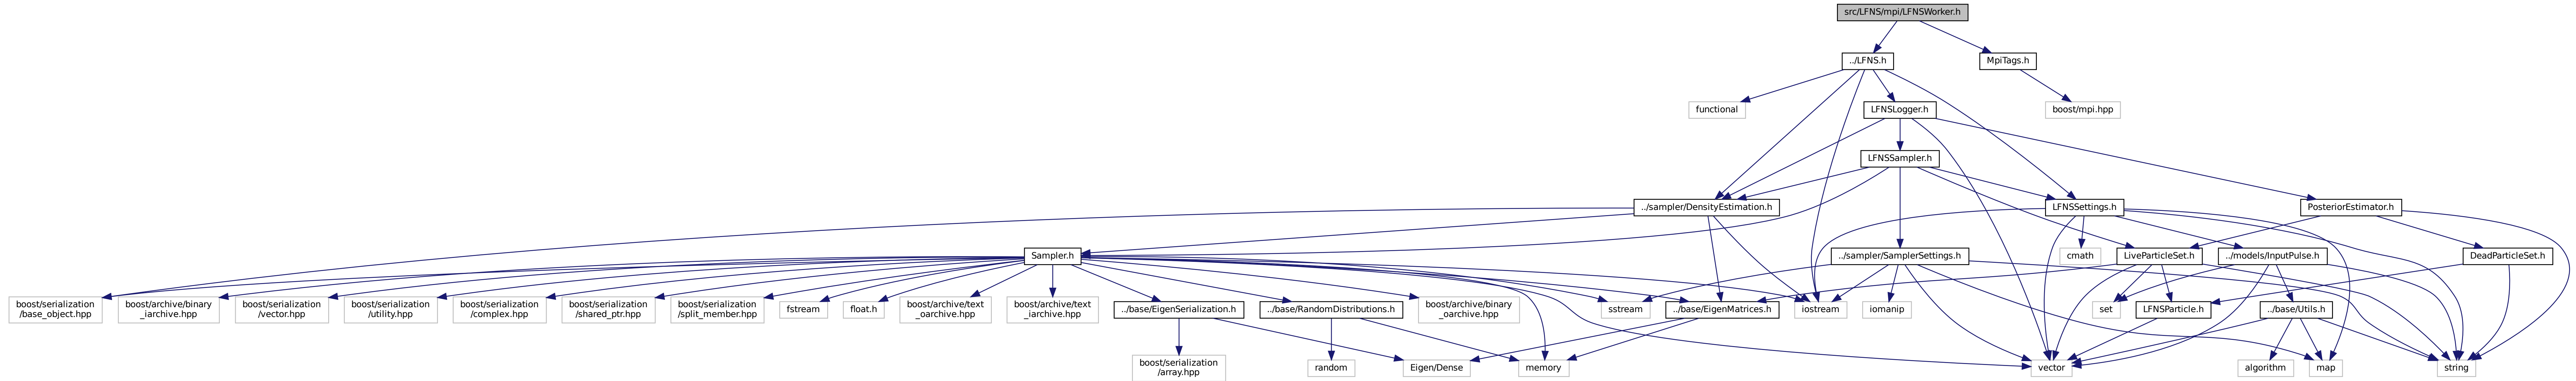 src/LFNS/mpi/LFNSWorker.h
../LFNS.h
MpiTags.h
functional
LFNSLogger.h
boost/mpi.hpp
LFNSSampler.h
../sampler/DensityEstimation.h
LFNSSettings.h
PosteriorEstimator.h
Sampler.h
../sampler/SamplerSettings.h
cmath
LiveParticleSet.h
../models/InputPulse.h
DeadParticleSet.h
boost/serialization
/base_object.hpp
boost/archive/binary
_iarchive.hpp
boost/serialization
/vector.hpp
boost/serialization
/utility.hpp
boost/serialization
/complex.hpp
boost/serialization
/shared_ptr.hpp
boost/serialization
/split_member.hpp
fstream
float.h
boost/archive/text
_oarchive.hpp
boost/archive/text
_iarchive.hpp
../base/EigenSerialization.h
../base/RandomDistributions.h
boost/archive/binary
_oarchive.hpp
sstream
../base/EigenMatrices.h
iostream
iomanip
set
LFNSParticle.h
../base/Utils.h
boost/serialization
/array.hpp
random
Eigen/Dense
memory
vector
algorithm
map
string